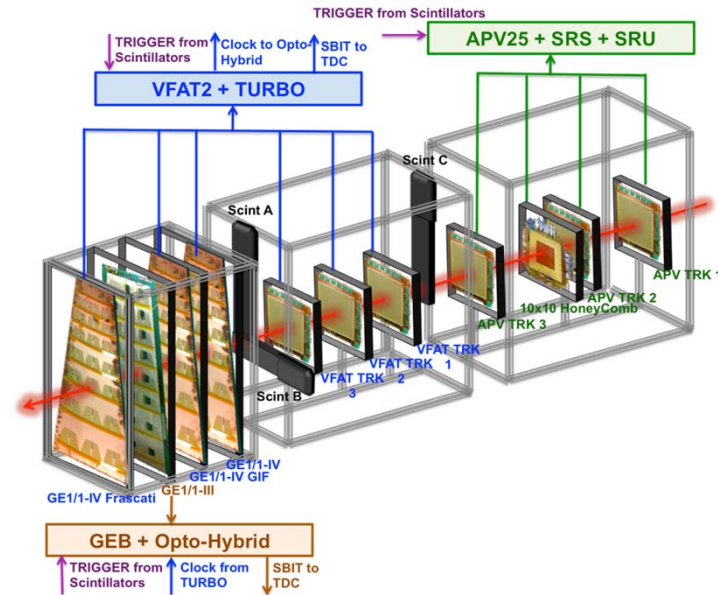 TRIGGER from Scintillators
APV25 + SRS + SRU
TRIGGER from
Scintillators
Clock to Opto-
Hybrid
SBIT to
TDC
VFAT2 + TURBO
Scint A
Scint C
Scint B
APV TRK 1
APV TRK 2
10x10 HoneyComb
APV TRK 3
VFAT TRK
1
VFAT TRK
2
VFAT TRK
3
GE1/1-IV
GE1/1-IV GIF
GE1/1-III
GE1/1-IV Frascati
GEB + Opto-Hybrid
TRIGGER from
Scintillators
Clock from
TURBO
SBIT to
TDC